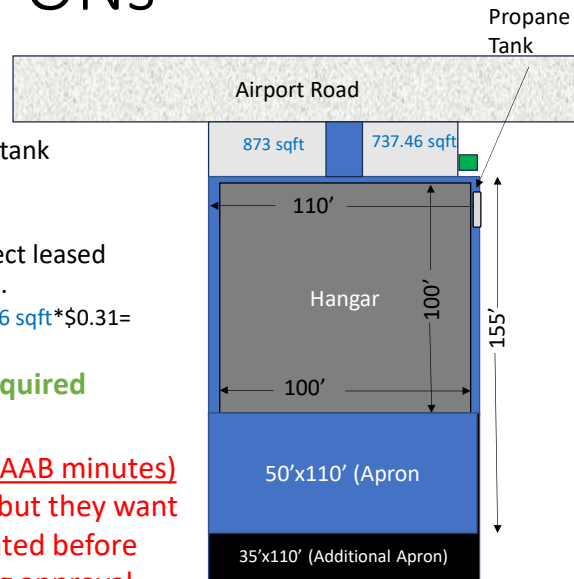 ONs
Propane
Tank
Airport Road
tank
873 sqft
737.46 sqft
110'
ect leased
.
6 sqft*$0.31=
Hangar
100'
155'
quired
100'
AAB minutes)
but they want
50'x110' (Apron
ted before
35'x110' (Additional Apron)
g approval